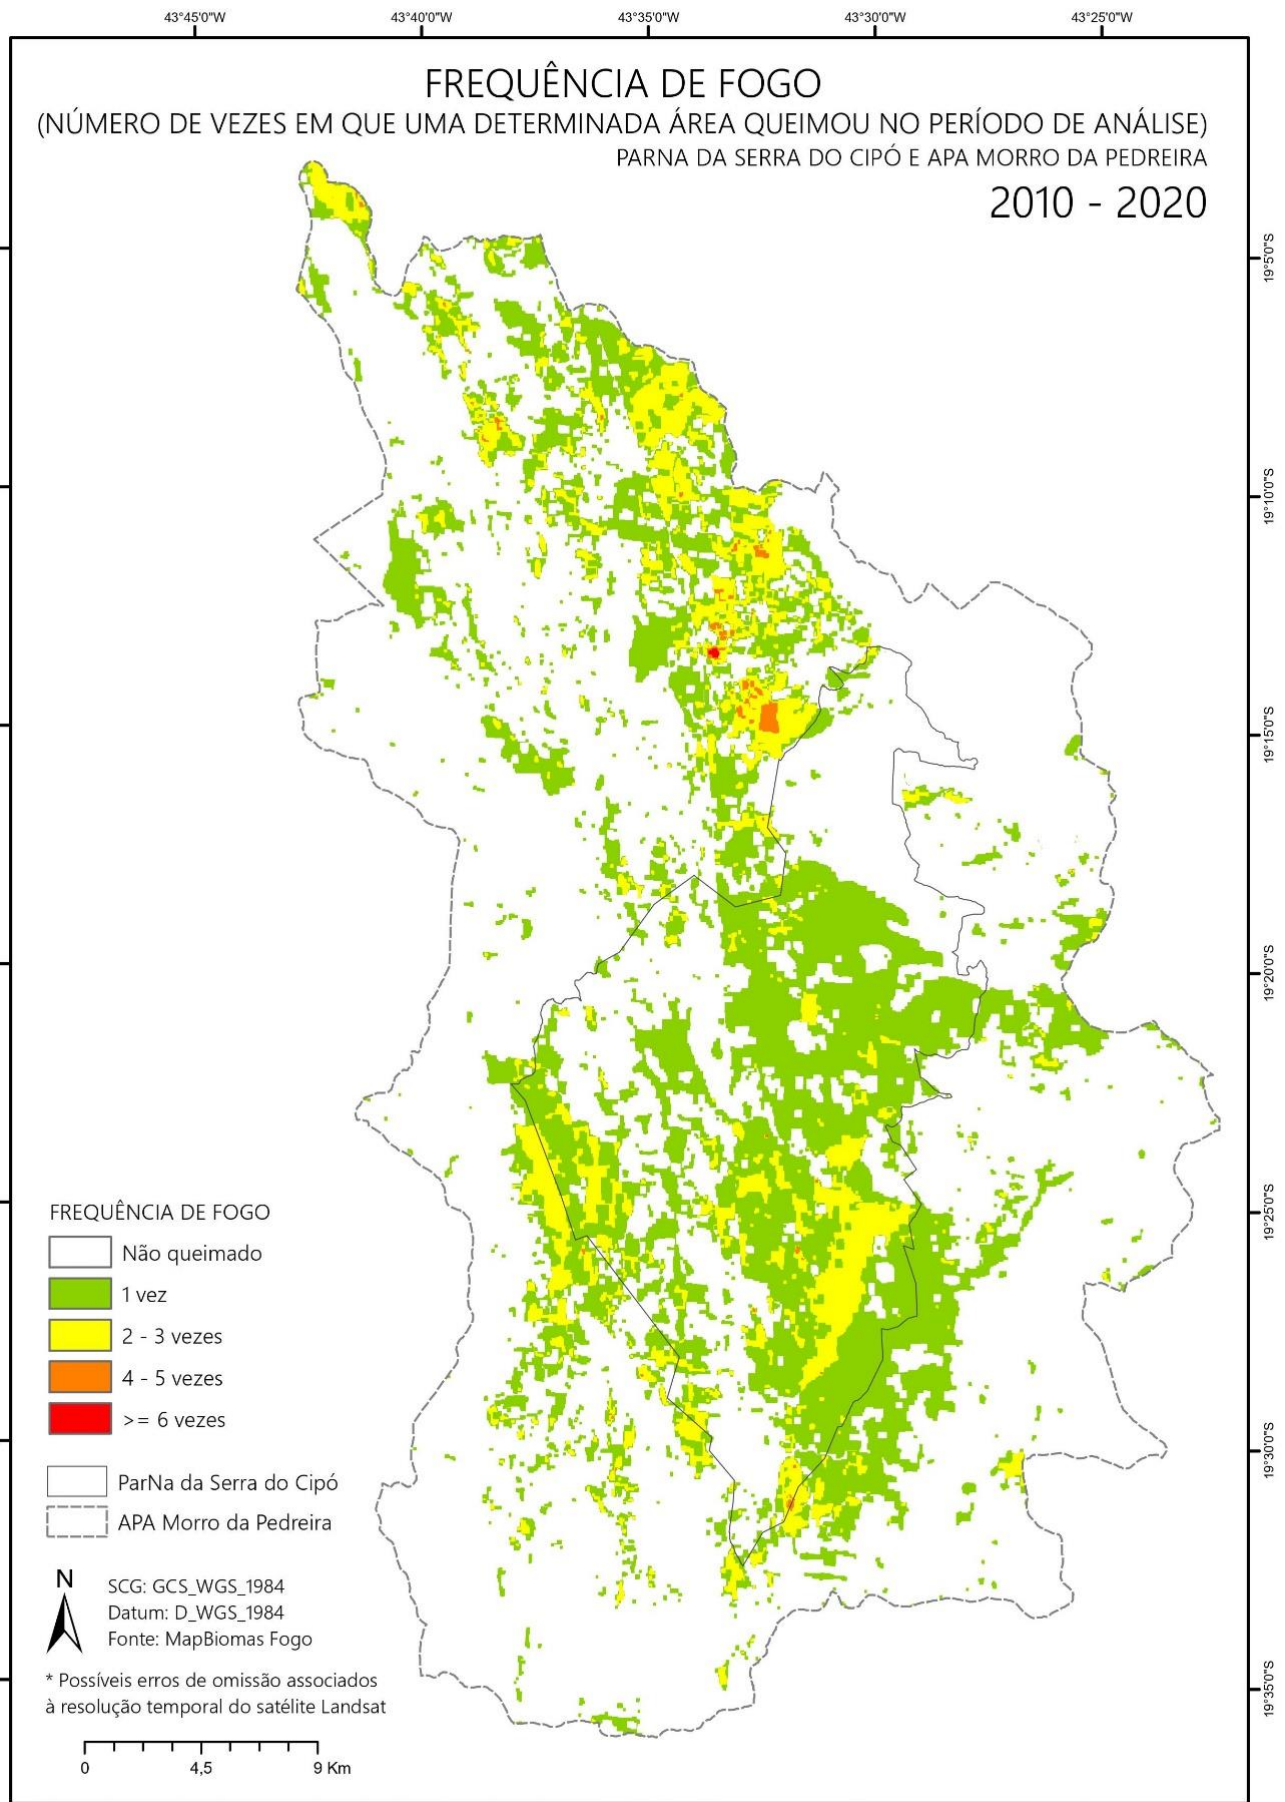 43°45'0"W 43°40'0"W 43°35'0"W 43°30'0"W 43°25'0"W
FREQUÊNCIA DE FOGO
(NÚMERO DE VEZES EM QUE UMA DETERMINADA ÁREA QUEIMOU NO PERÍODO DE ANÁLISE)
PARNA DA SERRA DO CIPÓ E APA MORRO DA PEDREIRA
2010 - 2020
19°5'0"S
19°10'0"S
19°15'0"S
19°20'0"S
19°25'0"S
19°30'0"S
19°35'0"S
FREQUÊNCIA DE FOGO
Não queimado
1 vez
2 - 3 vezes
4 - 5 vezes
>= 6 vezes
ParNa da Serra do Cipó
APA Morro da Pedreira
N
SCG: GCS_WGS_1984
Datum: D_WGS_1984
Fonte: MapBiomas Fogo
* Possíveis erros de omissão associados
à resolução temporal do satélite Landsat
0 4,5 9 Km